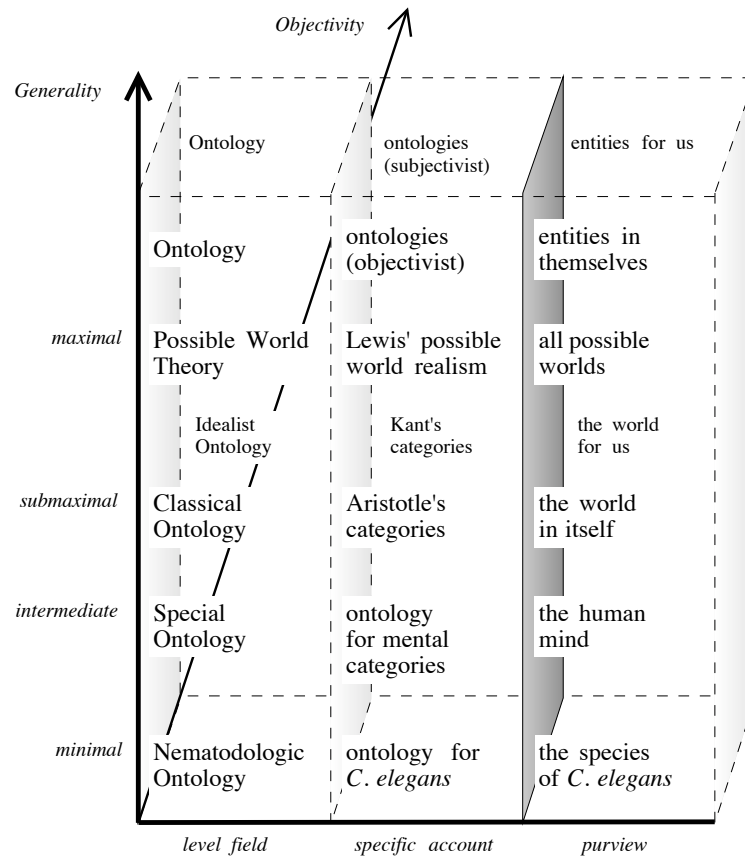 Objectivity
Generality
Ontology
ontologies
(subjectivist)
entities for us
Ontology
ontologies
(objectivist)
entities in
themselves
maximal
Possible World
Theory
Lewis' possible
world realism
all possible
worlds
Idealist
Ontology
Kant's
categories
the world
for us
submaximal
Classical
Ontology
Aristotle's
categories
the world
in itself
intermediate
Special
Ontology
ontology
for mental
categories
the human
mind
minimal
Nematodologic
Ontology
ontology for
C. elegans
the species
of C. elegans
level field
specific account
purview